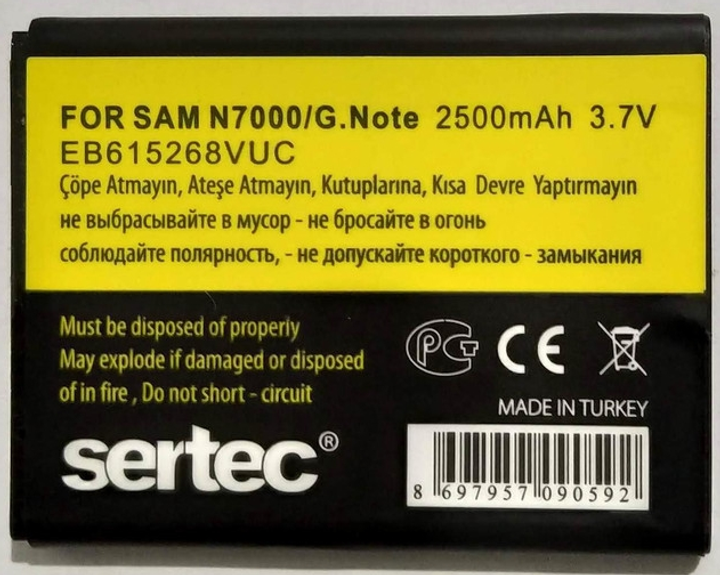 FOR SAM N7000/G.Note 2500mAh 3.7V
EB615268VUC
Çöpe Atmayın, Ateşe Atmayın, Kutuplarına, Kısa Devre Yaptırmayın
не выбрасывайте в мусор - не бросайте в огонь
соблюдайте полярность, - не допускайте короткого - замыкания
Must be disposed of properiy
May explode if damaged or disposed
of in fire , Do not short - circuit
РСТ CE
MADE IN TURKEY
sertec®
8 697957 090592